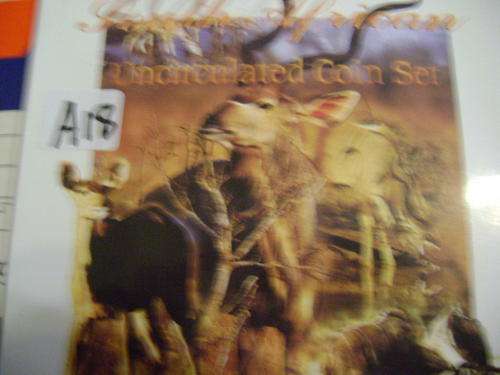 South African
Uncirculated Coin Set
A18